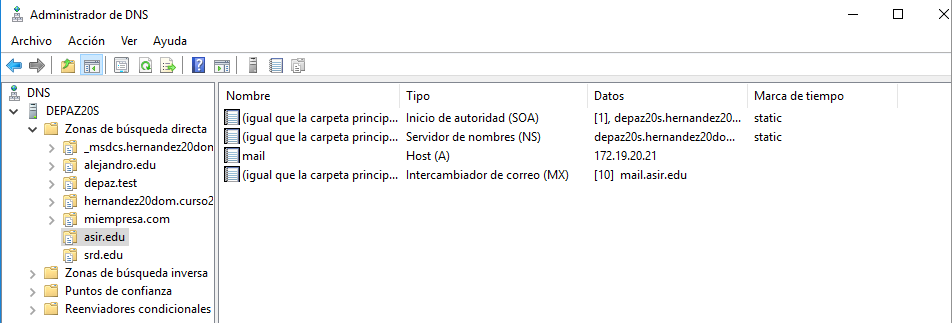 Administrador de DNS
Archivo Acción Ver Ayuda
DNS
DEPAZ20S
Zonas de búsqueda directa
_msdcs.hernandez20don
alejandro.edu
depaz.test
hernandez20dom.curso2
miempresa.com
asir.edu
srd.edu
Zonas de búsqueda inversa
Puntos de confianza
Reenviadores condicionales
Nombre Tipo Datos Marca de tiempo
(igual que la carpeta princip... Inicio de autoridad (SOA) [1], depaz20s.hernandez20... static
(igual que la carpeta princip... Servidor de nombres (NS) depaz20s.hernandez20do... static
mail Host (A) 172.19.20.21
(igual que la carpeta princip... Intercambiador de correo (MX) [10] mail.asir.edu